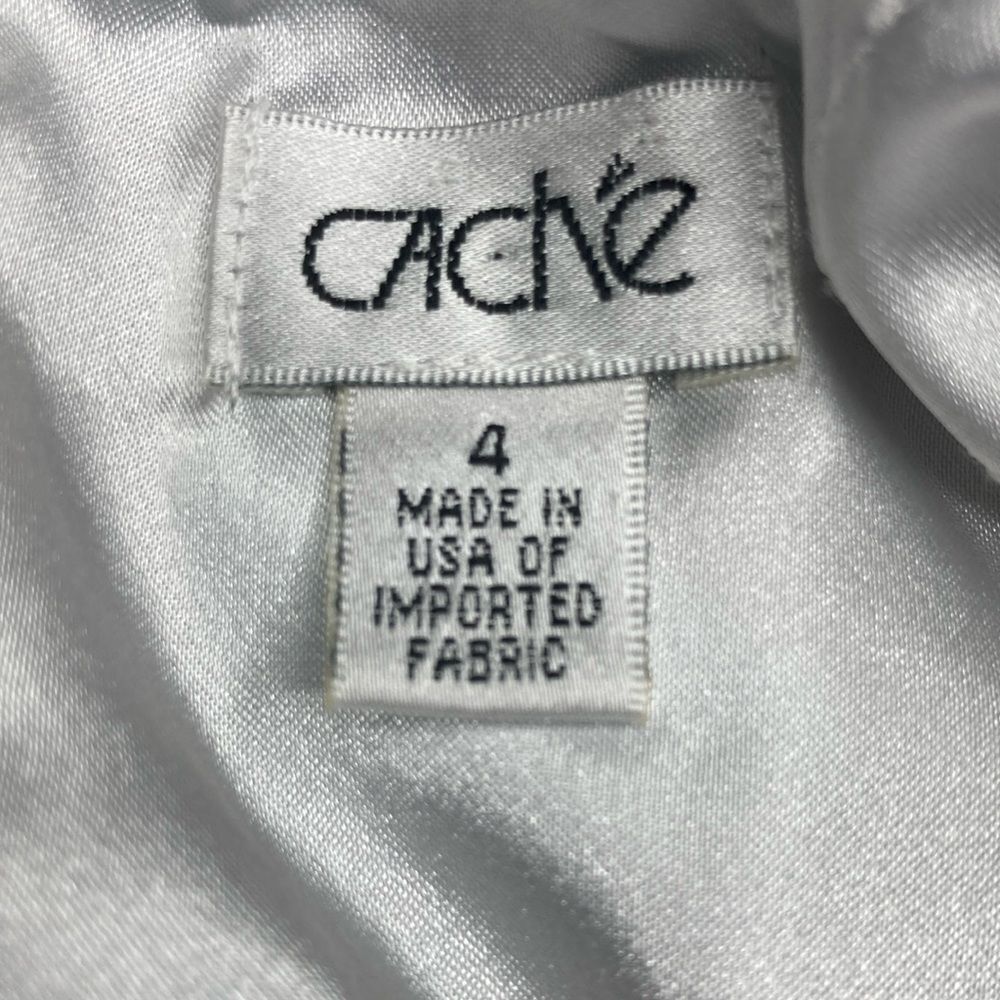 CAChé
4
MADE IN
USA OF
IMPORTED
FABRIC